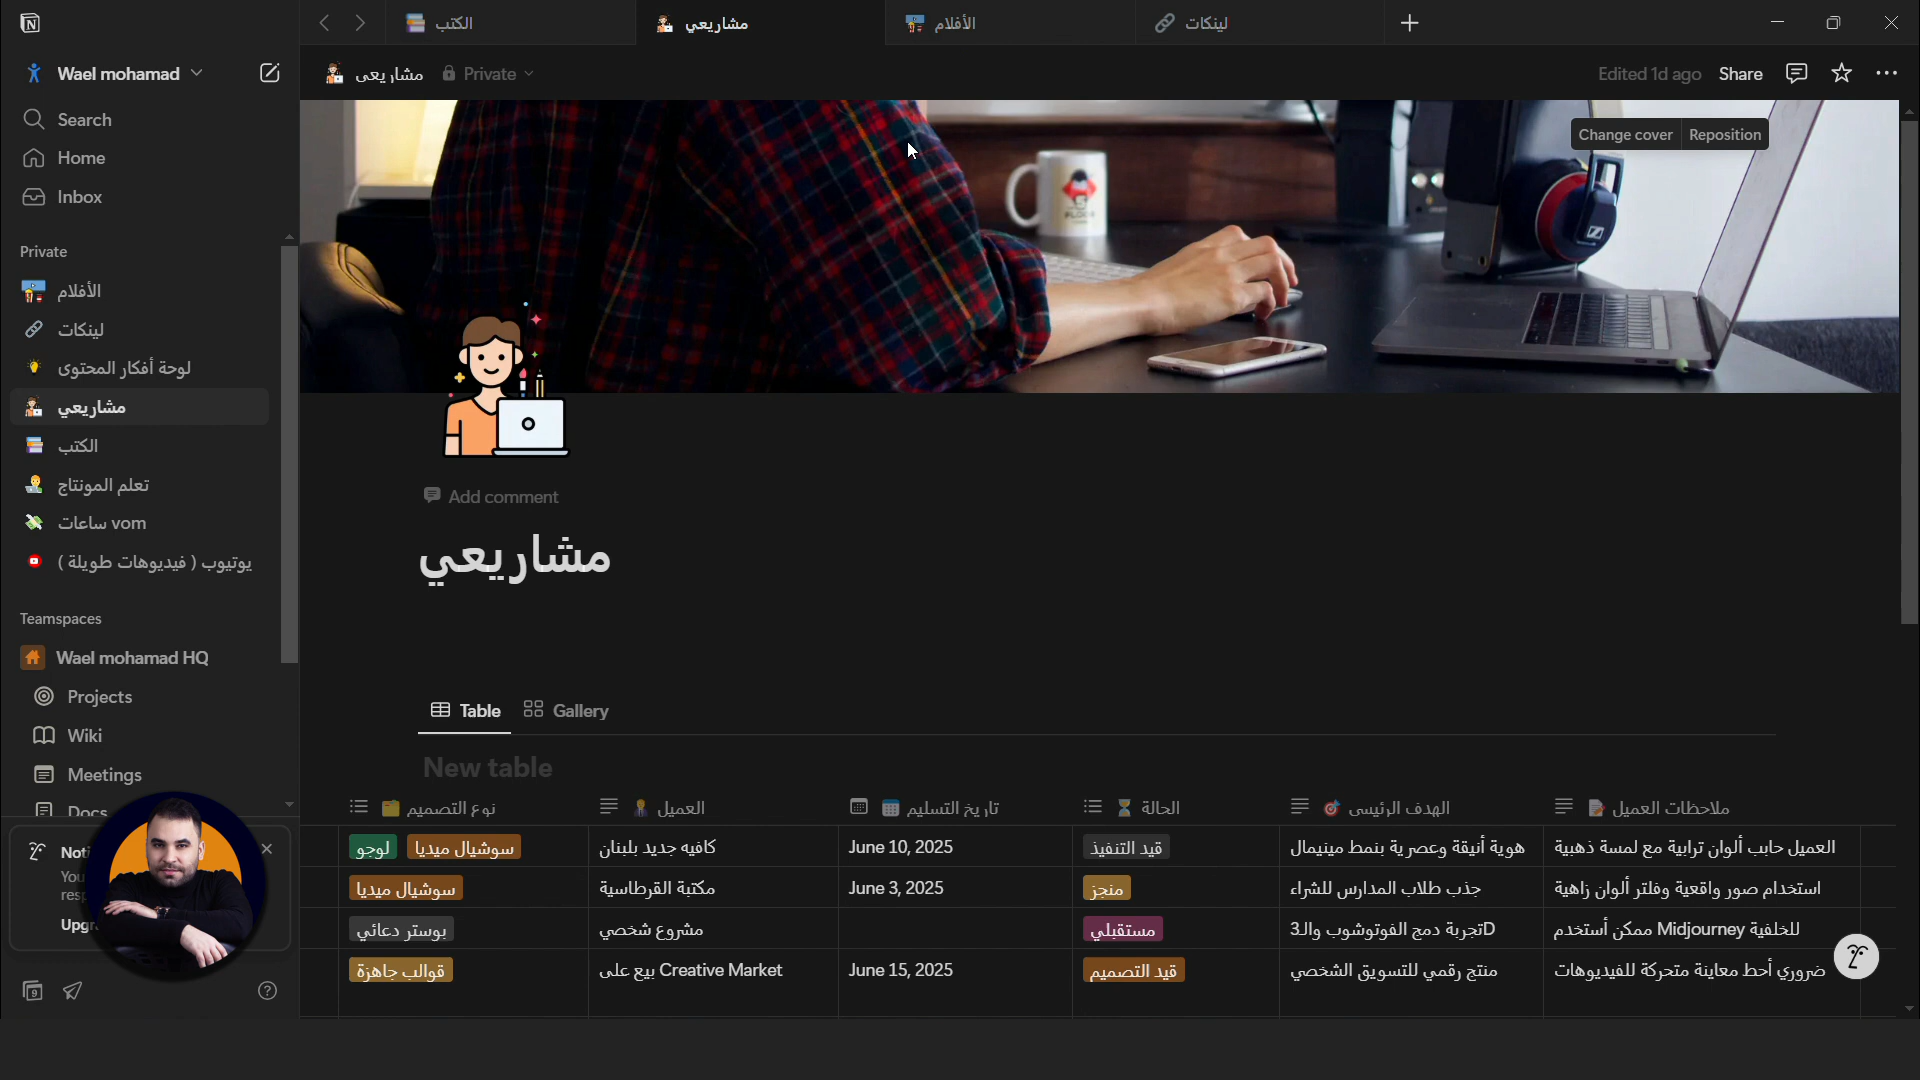 الكتب
مشاريعي
الأفلام
لينكات
Wael mohamad
مشاريعي
Private
Edited 1d ago
Share
Search
Home
Inbox
Change cover
Reposition
Private
الأفلام
لينكات
لوحة أفكار المحتوى
مشاريعي
الكتب
تعلم المونتاج
vom ساعات
يوتيوب ( فيديوهات طويلة )
Teamspaces
Wael mohamad HQ
Projects
Wiki
Meetings
Docs
Add comment
مشاريعي
Table
Gallery
New table
نوع التصميم
العميل
تاريخ التسليم
الحالة
الهدف الرئيسي
ملاحظات العميل
لوجو
سوشيال ميديا
كافيه جديد بلبنان
June 10, 2025
قيد التنفيذ
هوية أنيقة وعصرية بنمط مينيمال
العميل حابب ألوان ترابية مع لمسة ذهبية
سوشيال ميديا
مكتبة القرطاسية
June 3, 2025
منجز
جذب طلاب المدارس للشراء
استخدام صور واقعية وفلتر ألوان زاهية
بوستر دعائي
مشروع شخصي
مستقبلي
تجربة دمج الفوتوشوب والـ3D
ممكن أستخدم Midjourney للخلفية
قوالب جاهزة
بيع على Creative Market
June 15, 2025
قيد التصميم
منتج رقمي للتسويق الشخصي
ضروري أحط معاينة متحركة للفيديوهات